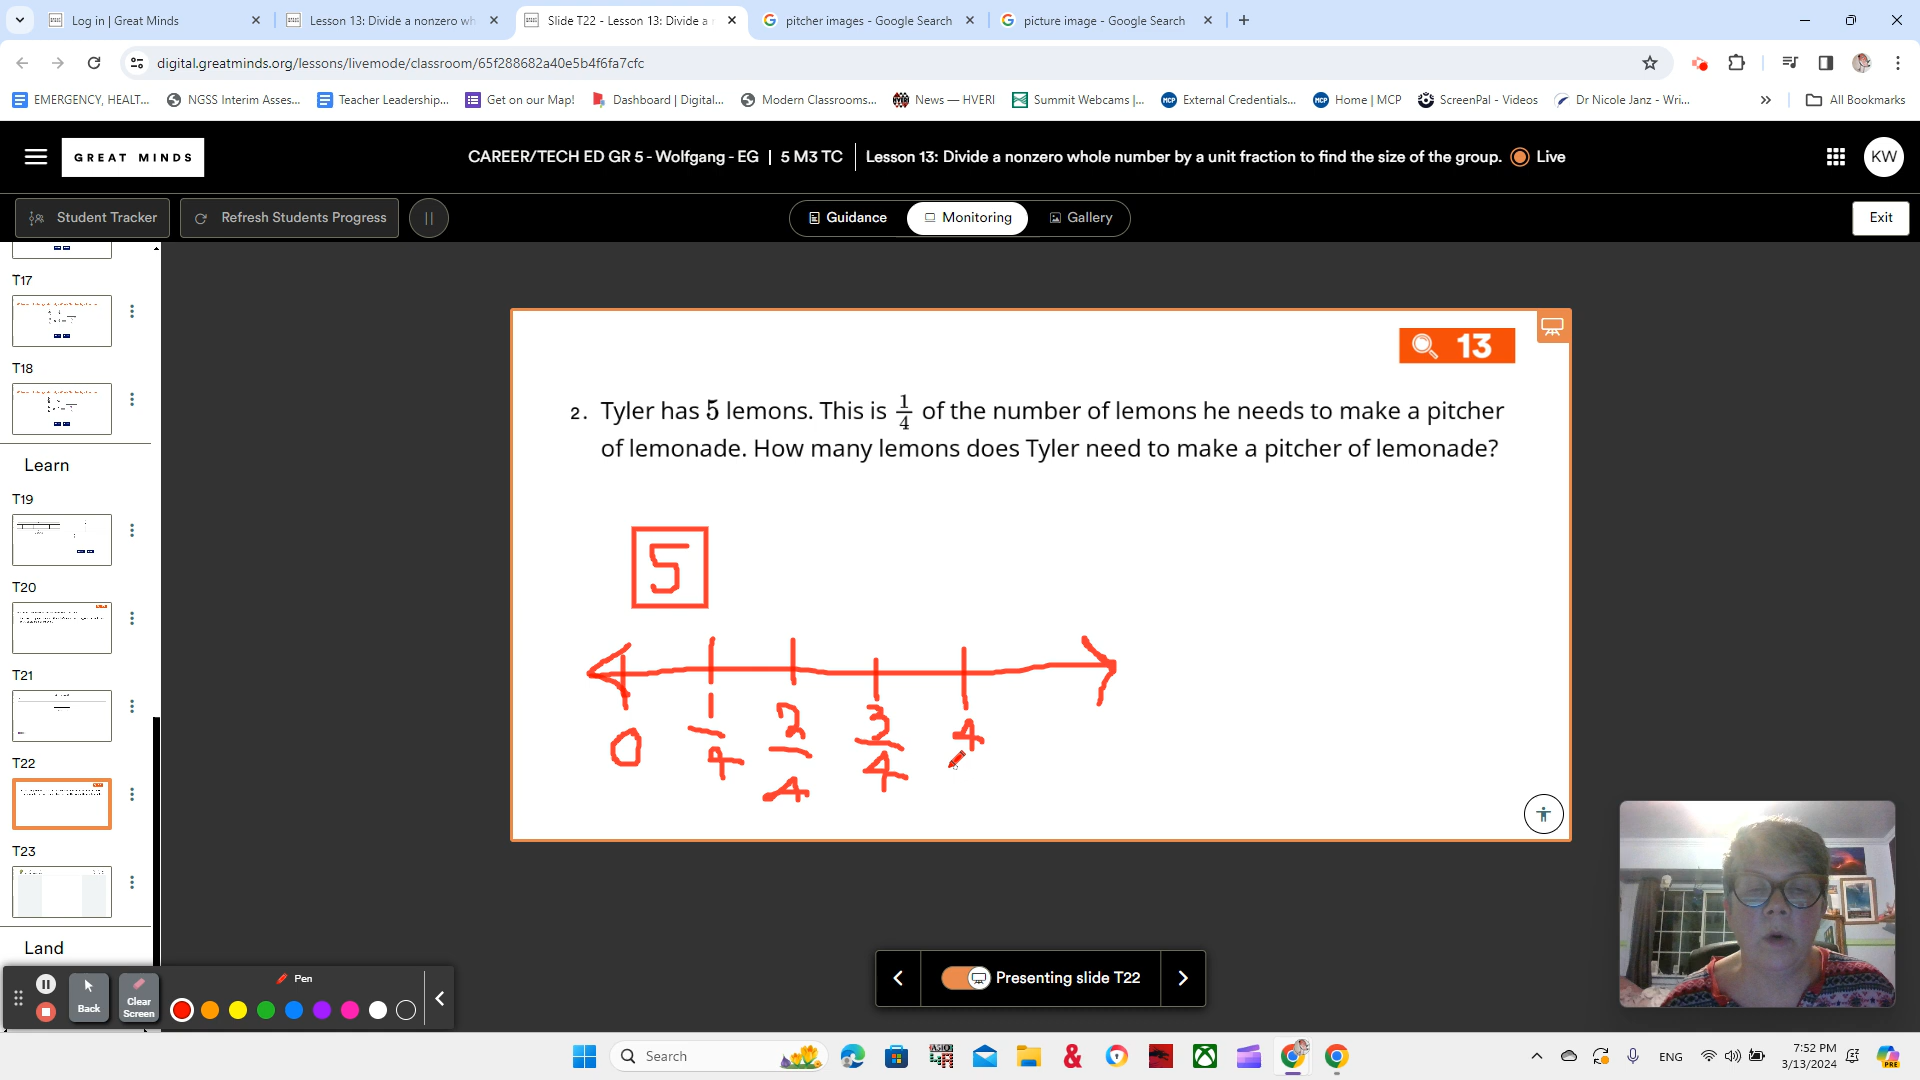 Log in | Great Minds
Lesson 13: Divide a nonzero wh
Slide T22 - Lesson 13: Divide a
pitcher images - Google Search
picture image - Google Search
digital.greatminds.org/lessons/livemode/classroom/65f288682a40e5b4f6fa7cfc
EMERGENCY, HEALT...
NGSS Interim Asses...
Teacher Leadership...
Get on our Map!
Dashboard | Digital...
Modern Classrooms...
News — HVERI
Summit Webcams |...
External Credentials...
Home | MCP
ScreenPal - Videos
Dr Nicole Janz - Wri...
All Bookmarks
GREAT MINDS
CAREER/TECH ED GR 5 - Wolfgang - EG | 5 M3 TC
Lesson 13: Divide a nonzero whole number by a unit fraction to find the size of the group.
Live
KW
Student Tracker
Refresh Students Progress
Guidance
Monitoring
Gallery
Exit
T17
T18
Learn
T19
T20
T21
T22
T23
Land
13
2. Tyler has 5 lemons. This is 1/4 of the number of lemons he needs to make a pitcher
of lemonade. How many lemons does Tyler need to make a pitcher of lemonade?
5
0 1/4 2/4 3/4 4
Presenting slide T22
Pen
Back
Clear
Screen
Search
ENG
7:52 PM
3/13/2024